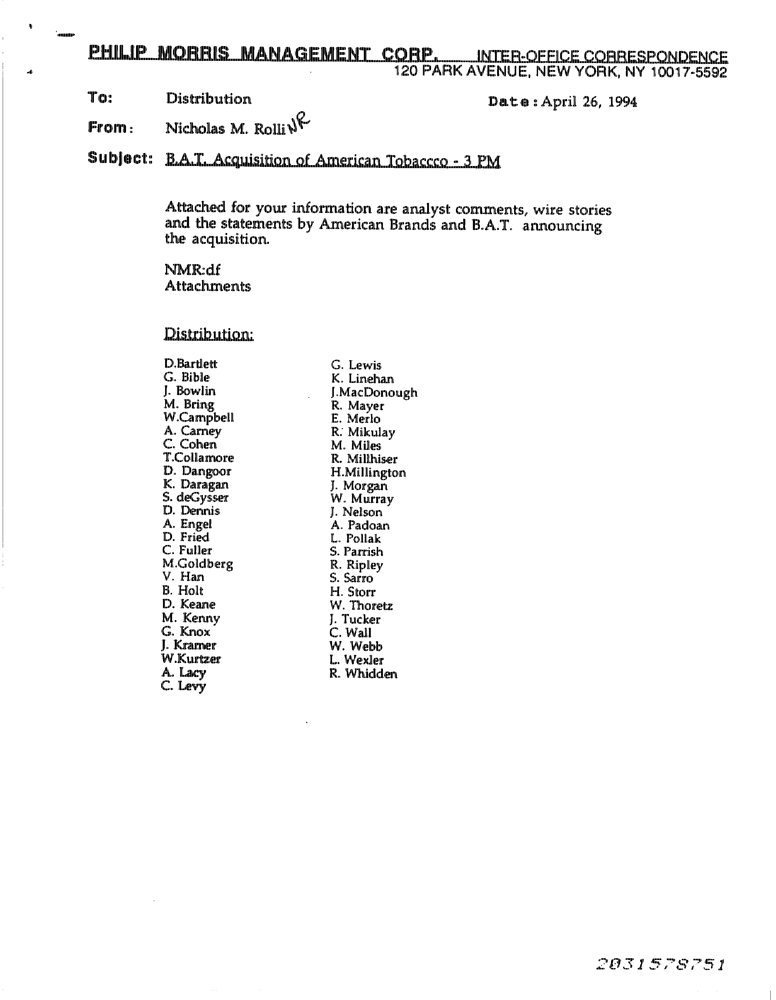 PHILIP MORRIS MANAGEMENT CORP. INTER-OFFICE CORRESPONDENCE
120 PARK AVENUE, NEW YORK, NY 10017-5592
To: Distribution Date: April 26, 1994
From: Nicholas M. Rolli NR
Subject: B.A.T. Acquisition of American Tobaccco - 3 PM
Attached for your information are analyst comments, wire stories
and the statements by American Brands and B.A.T. announcing
the acquisition.
NMR:df
Attachments
Distribution:
D.Bartlett
G. Bible
J. Bowlin
M. Bring
W.Campbell
A. Carney
C. Cohen
T.Collamore
D. Dangoor
K. Daragan
S. deGysser
D. Dennis
A. Engel
D. Fried
C. Fuller
M.Goldberg
V. Han
B. Holt
D. Keane
M. Kenny
G. Knox
J. Kramer
W.Kurtzer
A. Lacy
C. Levy
G. Lewis
K. Linehan
J.MacDonough
R. Mayer
E. Merlo
R. Mikulay
M. Miles
R. Millhiser
H.Millington
J. Morgan
W. Murray
J. Nelson
A. Padoan
L. Pollak
S. Parrish
R. Ripley
S. Sarro
H. Storr
W. Thoretz
J. Tucker
C. Wall
W. Webb
L. Wexler
R. Whidden
2031578751